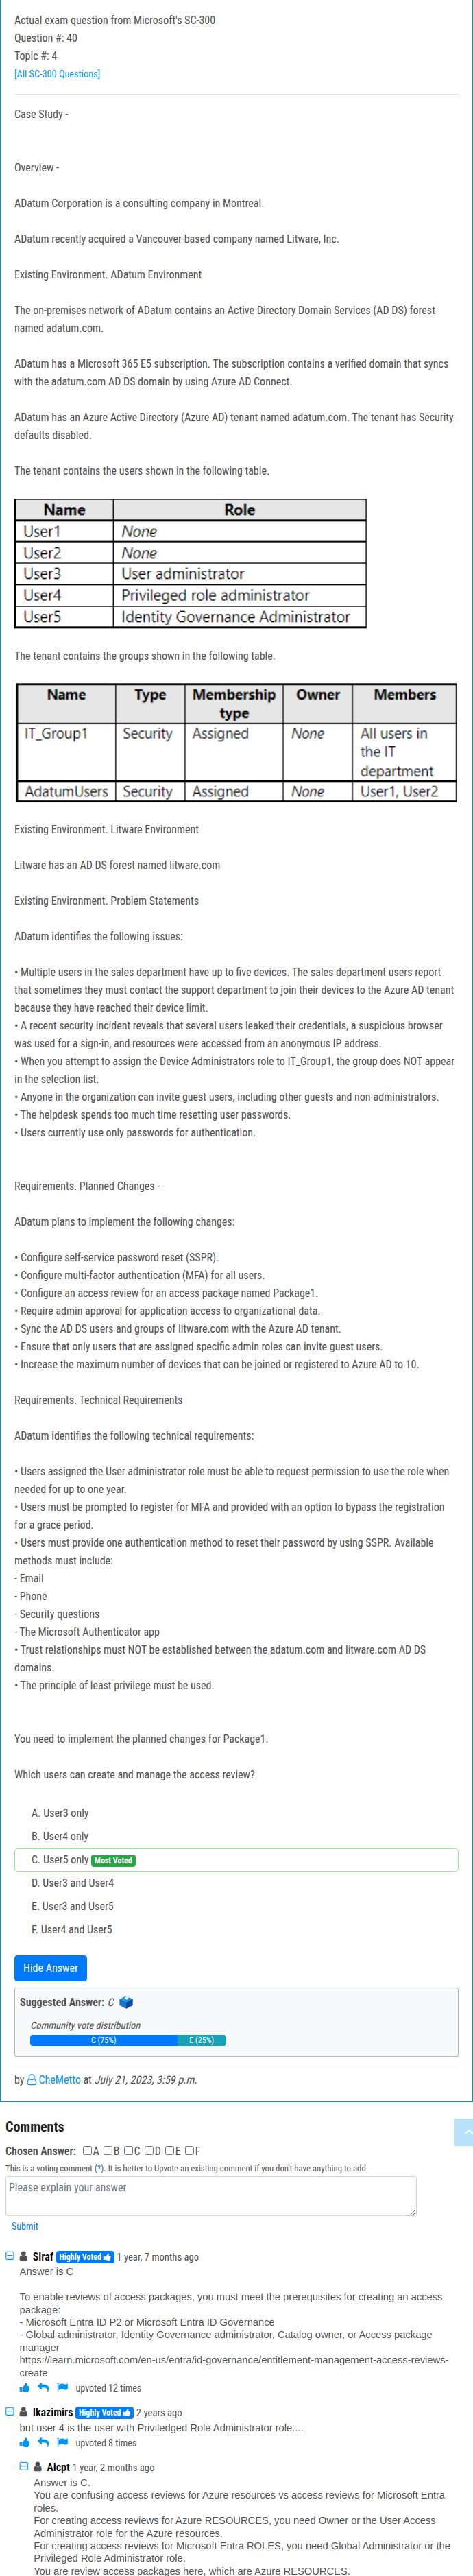 Actual exam question from Microsoft's SC-300
Question #: 40
Topic #: 4
[All SC-300 Questions]
Case Study -
Overview -
ADatum Corporation is a consulting company in Montreal.
ADatum recently acquired a Vancouver-based company named Litware, Inc.
Existing Environment. ADatum Environment
The on-premises network of ADatum contains an Active Directory Domain Services (AD DS) forest
named adatum.com.
ADatum has a Microsoft 365 E5 subscription. The subscription contains a verified domain that syncs
with the adatum.com AD DS domain by using Azure AD Connect.
ADatum has an Azure Active Directory (Azure AD) tenant named adatum.com. The tenant has Security
defaults disabled.
The tenant contains the users shown in the following table.
Name Role
User1 None
User2 None
User3 User administrator
User4 Privileged role administrator
User5 Identity Governance Administrator
The tenant contains the groups shown in the following table.
Name Type Membership type Owner Members
IT_Group1 Security Assigned None All users in the IT department
AdatumUsers Security Assigned None User1, User2
Existing Environment. Litware Environment
Litware has an AD DS forest named litware.com
Existing Environment. Problem Statements
ADatum identifies the following issues:
• Multiple users in the sales department have up to five devices. The sales department users report
that sometimes they must contact the support department to join their devices to the Azure AD tenant
because they have reached their device limit.
• A recent security incident reveals that several users leaked their credentials, a suspicious browser
was used for a sign-in, and resources were accessed from an anonymous IP address.
• When you attempt to assign the Device Administrators role to IT_Group1, the group does NOT appear
in the selection list.
• Anyone in the organization can invite guest users, including other guests and non-administrators.
• The helpdesk spends too much time resetting user passwords.
• Users currently use only passwords for authentication.
Requirements. Planned Changes -
ADatum plans to implement the following changes:
• Configure self-service password reset (SSPR).
• Configure multi-factor authentication (MFA) for all users.
• Configure an access review for an access package named Package1.
• Require admin approval for application access to organizational data.
• Sync the AD DS users and groups of litware.com with the Azure AD tenant.
• Ensure that only users that are assigned specific admin roles can invite guest users.
• Increase the maximum number of devices that can be joined or registered to Azure AD to 10.
Requirements. Technical Requirements
ADatum identifies the following technical requirements:
• Users assigned the User administrator role must be able to request permission to use the role when
needed for up to one year.
• Users must be prompted to register for MFA and provided with an option to bypass the registration
for a grace period.
• Users must provide one authentication method to reset their password by using SSPR. Available
methods must include:
- Email
- Phone
- Security questions
- The Microsoft Authenticator app
• Trust relationships must NOT be established between the adatum.com and litware.com AD DS
domains.
• The principle of least privilege must be used.
You need to implement the planned changes for Package1.
Which users can create and manage the access review?
A. User3 only
B. User4 only
C. User5 only Most Voted
D. User3 and User4
E. User3 and User5
F. User4 and User5
Hide Answer
Suggested Answer: C
Community vote distribution
C (75%) E (25%)
by CheMetto at July 21, 2023, 3:59 p.m.
Comments
Chosen Answer: A B C D E F
This is a voting comment (?). It is better to Upvote an existing comment if you don't have anything to add.
Please explain your answer
Submit
Siraf Highly Voted 1 year, 7 months ago
Answer is C
To enable reviews of access packages, you must meet the prerequisites for creating an access
package:
- Microsoft Entra ID P2 or Microsoft Entra ID Governance
- Global administrator, Identity Governance administrator, Catalog owner, or Access package
manager
https://learn.microsoft.com/en-us/entra/id-governance/entitlement-management-access-reviews-
create
upvoted 12 times
Ikazimirs Highly Voted 2 years ago
but user 4 is the user with Priviledged Role Administrator role....
upvoted 8 times
Alcpt 1 year, 2 months ago
Answer is C.
You are confusing access reviews for Azure resources vs access reviews for Microsoft Entra
roles.
For creating access reviews for Azure RESOURCES, you need Owner or the User Access
Administrator role for the Azure resources.
For creating access reviews for Microsoft Entra ROLES, you need Global Administrator or the
Privileged Role Administrator role.
You are review access packages here, which are Azure RESOURCES.